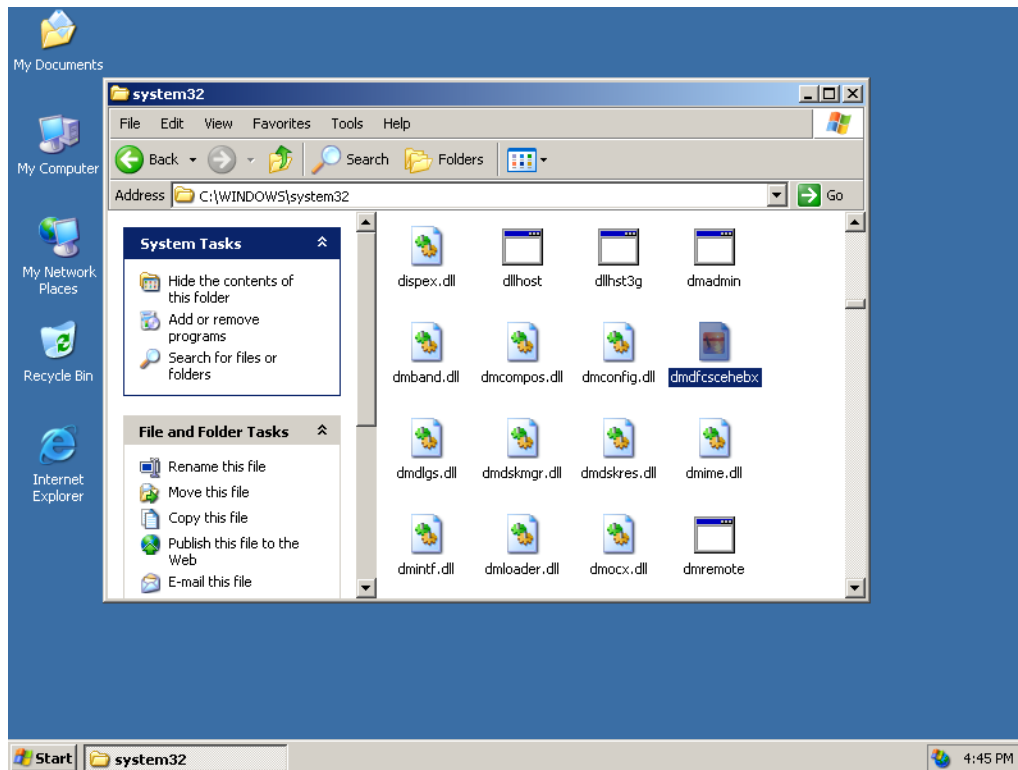 My Documents
system32
File Edit View Favorites Tools Help
My Computer
Back Search Folders
Address C:\WINDOWS\system32 Go
System Tasks
Hide the contents of
this folder
Add or remove
programs
Search for files or
folders
dispex.dll dllhost dllhst3g dmadmin
My Network
Places
dmband.dll dmcompos.dll dmconfig.dll dmdfcscehebx
Recycle Bin
File and Folder Tasks
Rename this file
Move this file
Copy this file
Publish this file to the
Web
E-mail this file
dmdlgs.dll dmdskmgr.dll dmdskres.dll dmime.dll
Internet
Explorer
dmintf.dll dmloader.dll dmocx.dll dmremote
Start system32 4:45 PM